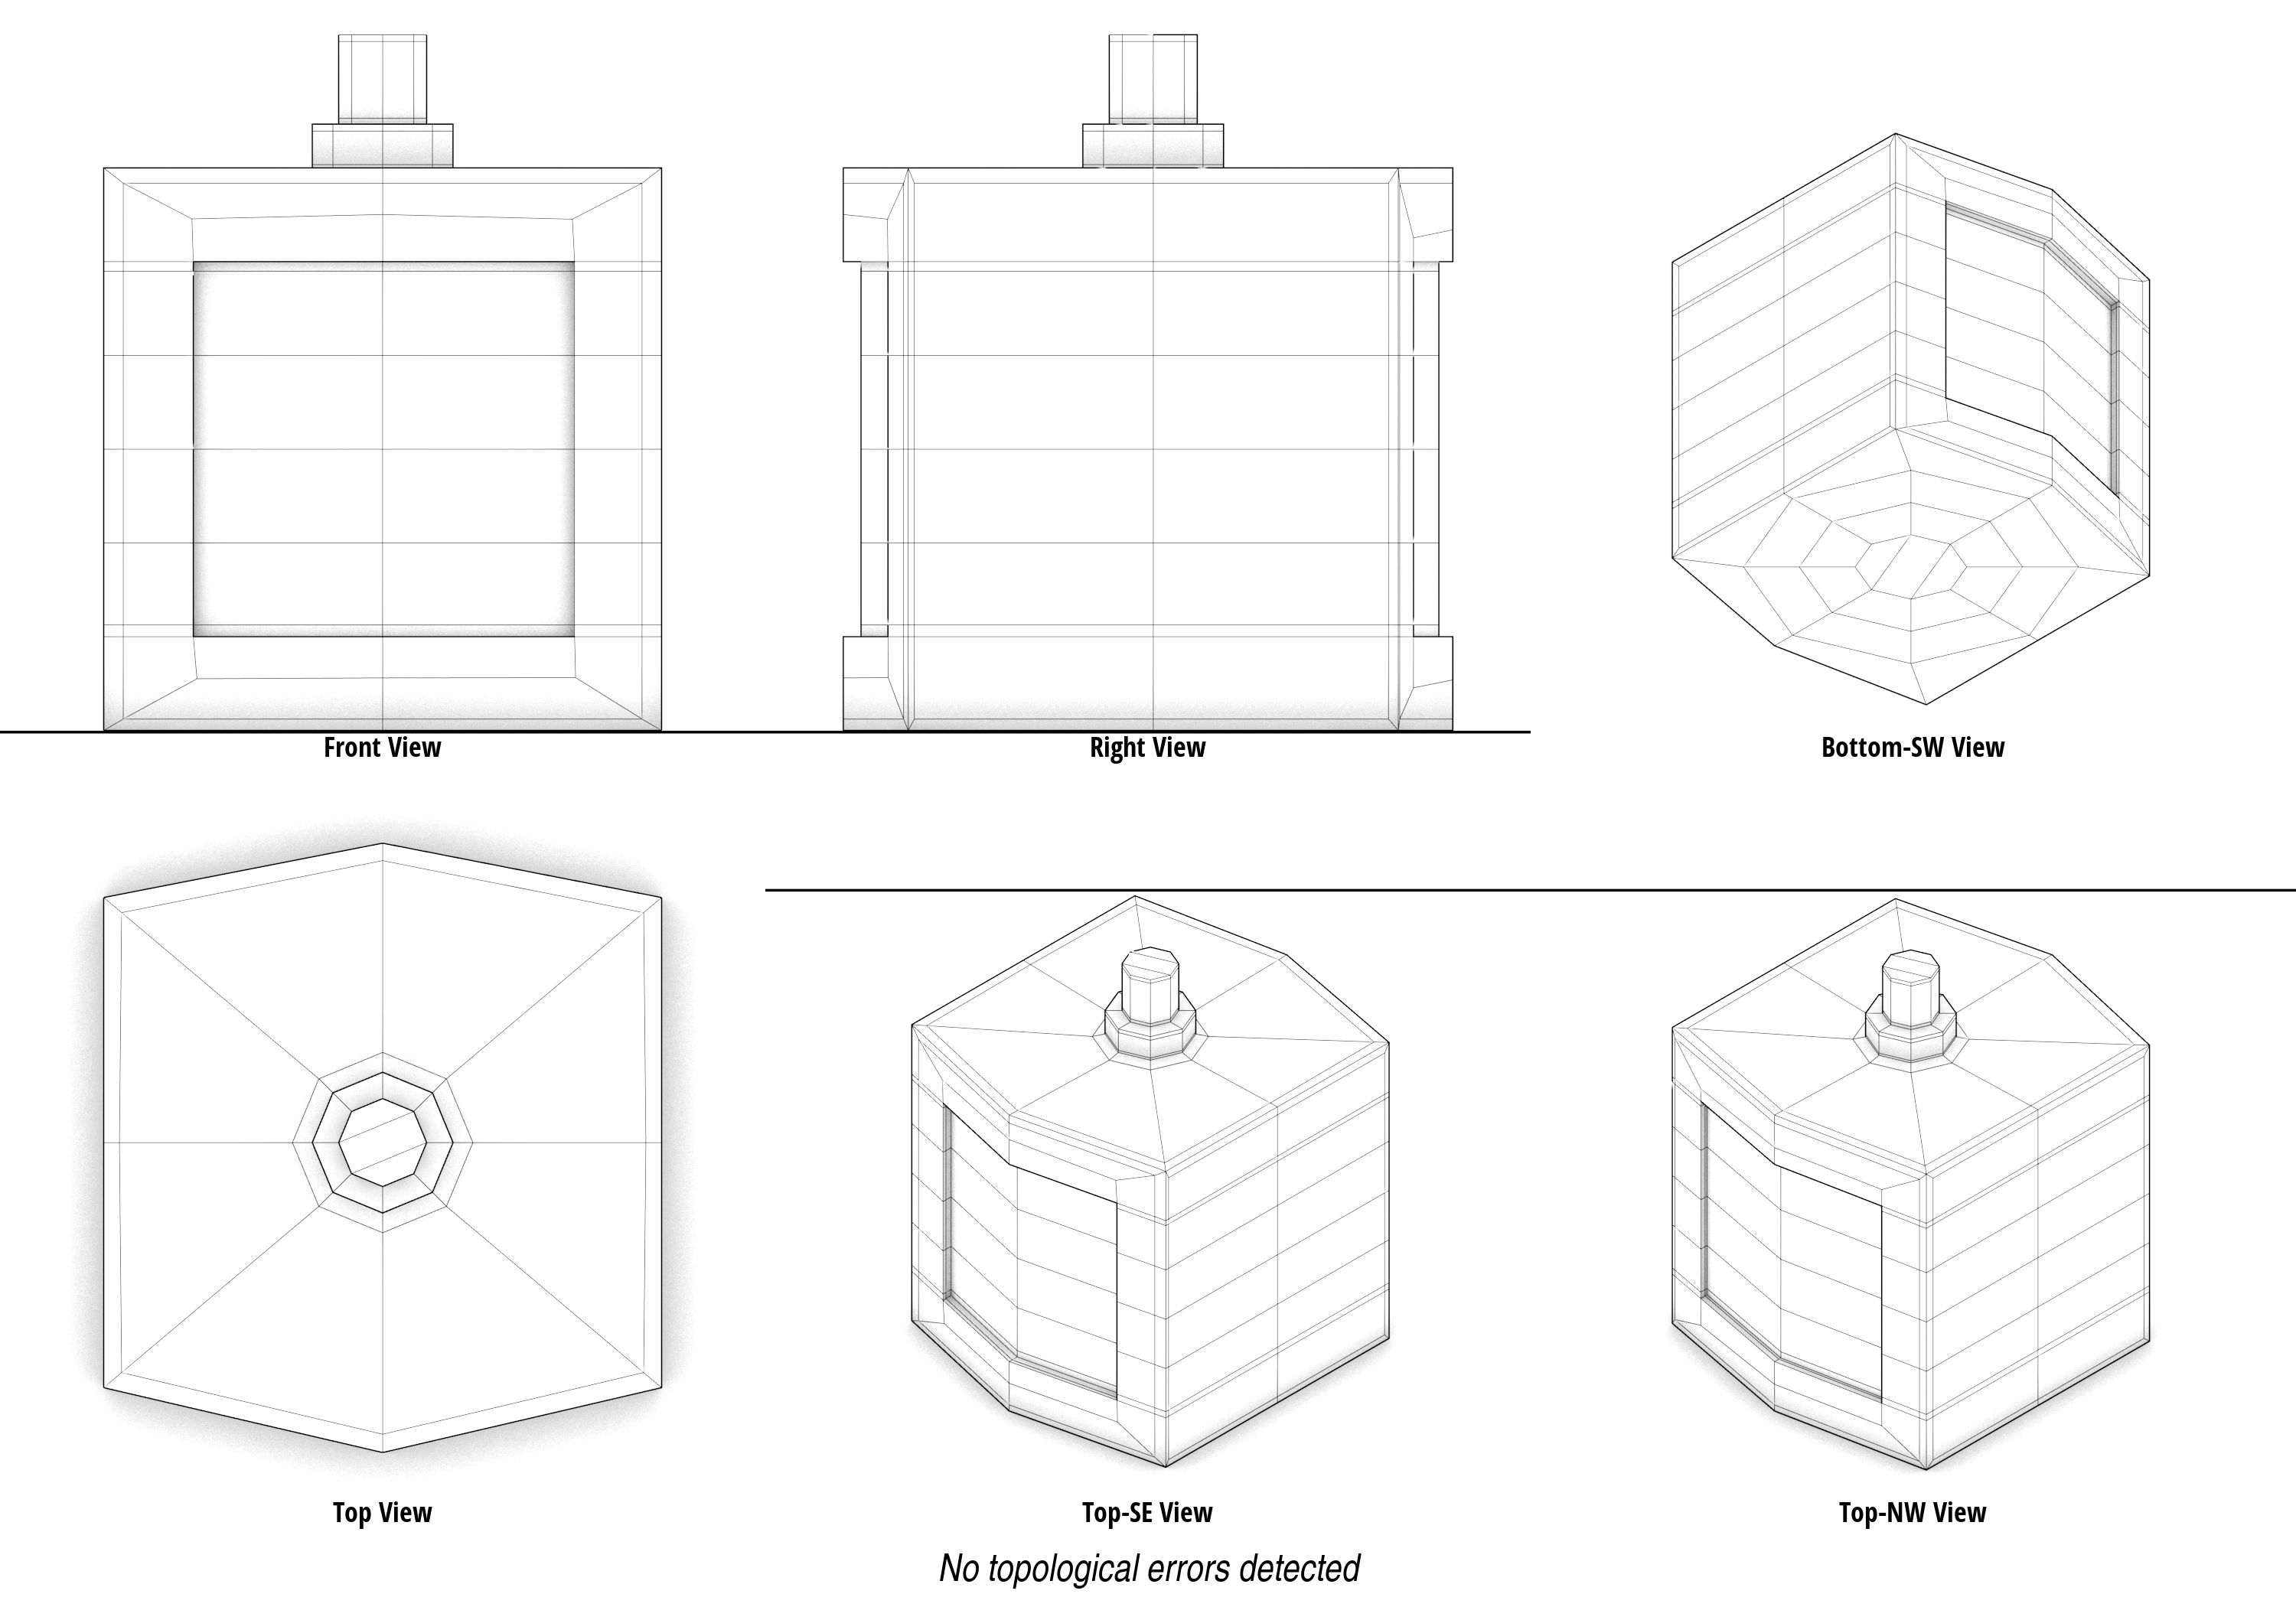 Front View
Right View
Bottom-SW View
Top View
Top-SE View
Top-NW View
No topological errors detected